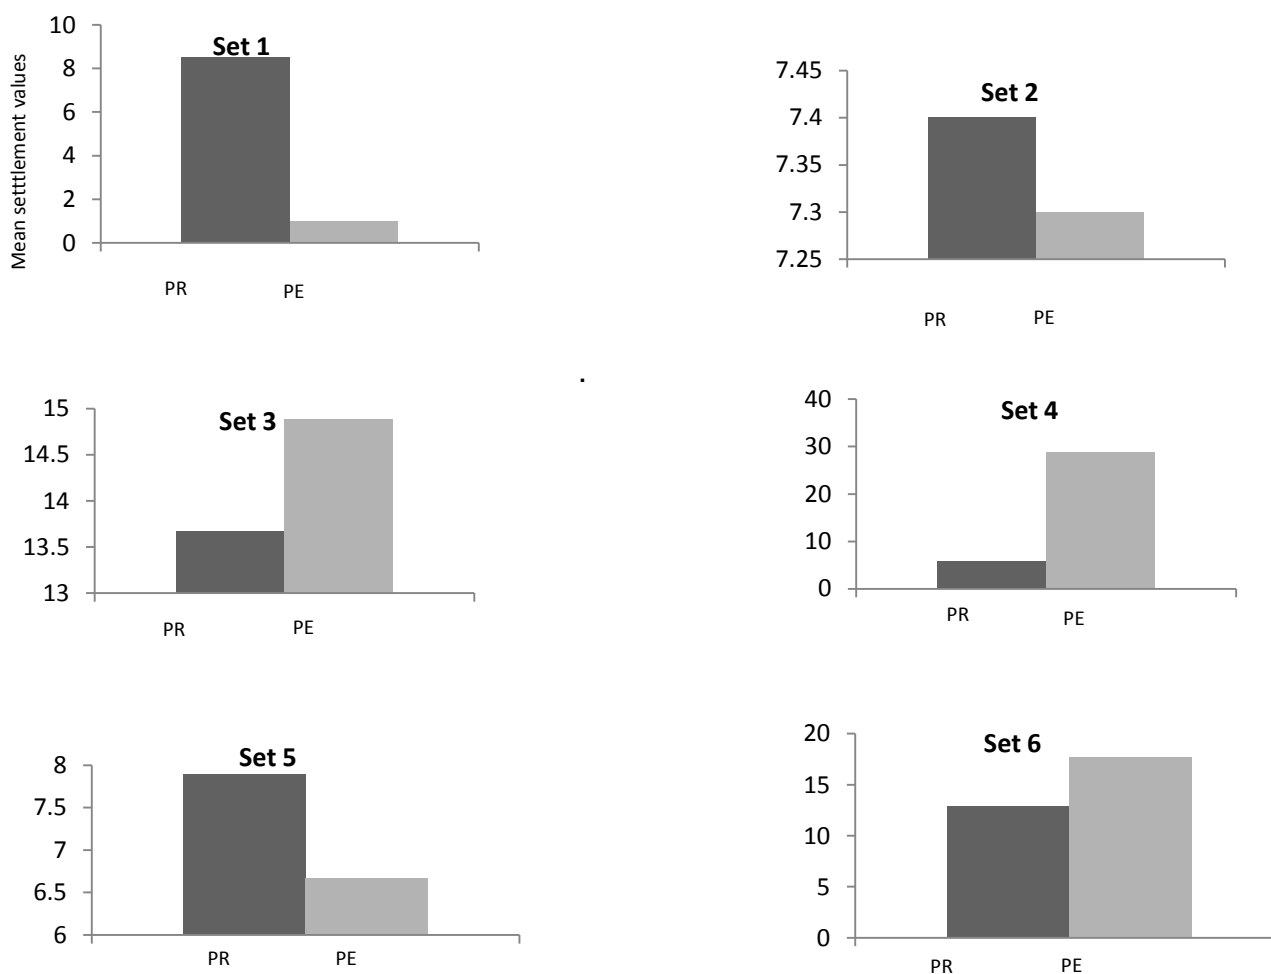 Mean setttlement values
Set 1
10
8
6
4
2
0
PR PE
Set 2
7.45
7.4
7.35
7.3
7.25
PR PE
.
Set 3
15
14.5
14
13.5
13
PR PE
Set 4
40
30
20
10
0
PR PE
Set 5
8
7.5
7
6.5
6
PR PE
Set 6
20
15
10
5
0
PR PE